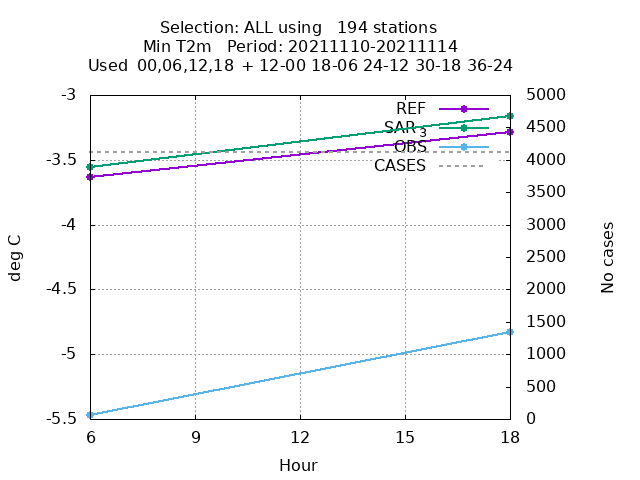 Selection: ALL using   194 stations
Min T2m   Period: 20211110-20211114
Used  00,06,12,18  + 12-00 18-06 24-12 30-18 36-24
-3
-3.5
-4
-4.5
-5
-5.5
deg C
5000
4500
4000
3500
3000
2500
2000
1500
1000
500
0
No cases
REF
SAR3
OBS
CASES
6 9 12 15 18
Hour